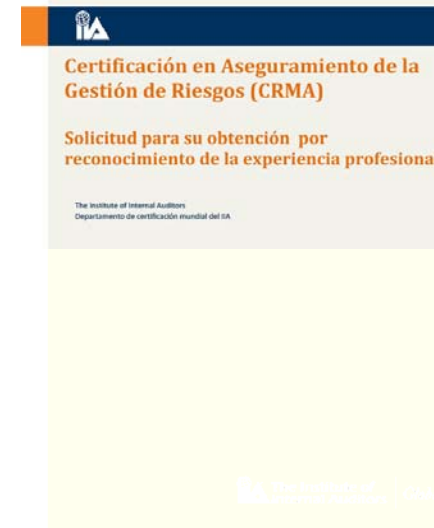 IIA
Certificación en Aseguramiento de la
Gestión de Riesgos (CRMA)
Solicitud para su obtención por
reconocimiento de la experiencia profesiona
The Institute of Internal Auditors
Departamento de certificación mundial del IIA